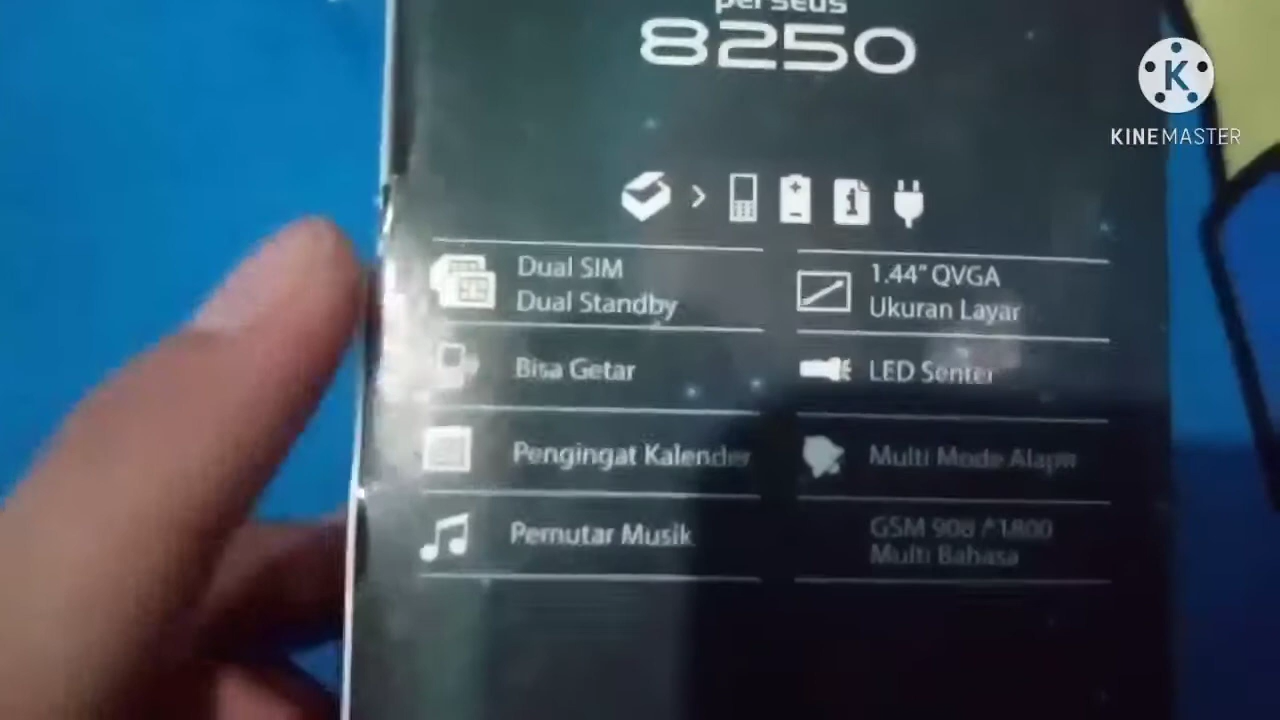 perseus
8250
K
KINEMASTER
Dual SIM
Dual Standby
1.44" QVGA
Ukuran Layar
Bisa Getar
LED Senter
Pengingat Kalender
Multi Mode Alarm
Pemutar Musik
GSM 900 / 1800
Multi Bahasa